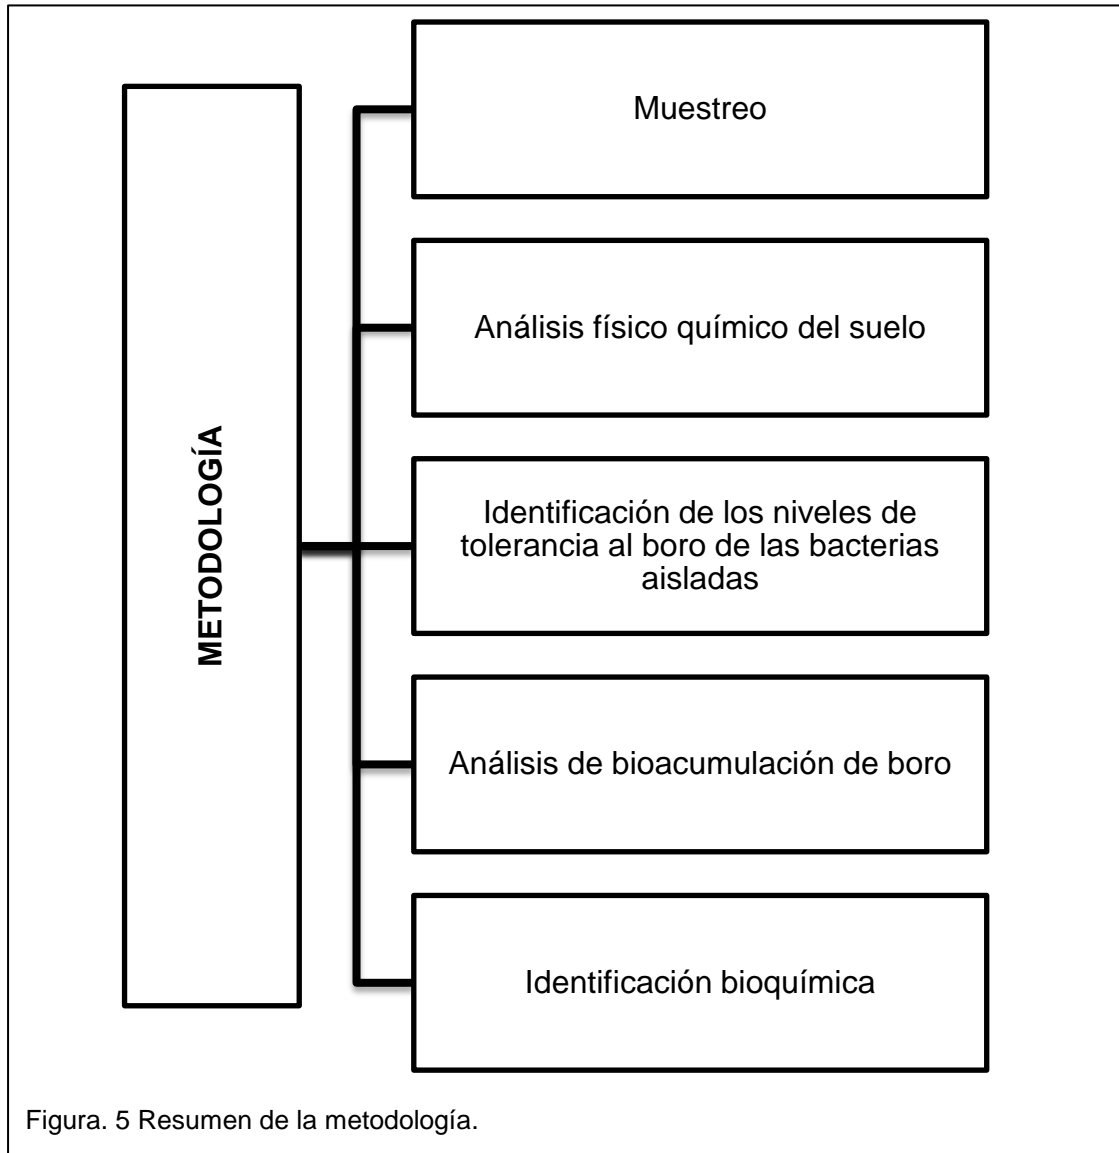 METODOLOGÍA
Muestreo
Análisis físico químico del suelo
Identificación de los niveles de
tolerancia al boro de las bacterias
aisladas
Análisis de bioacumulación de boro
Identificación bioquímica
Figura. 5 Resumen de la metodología.